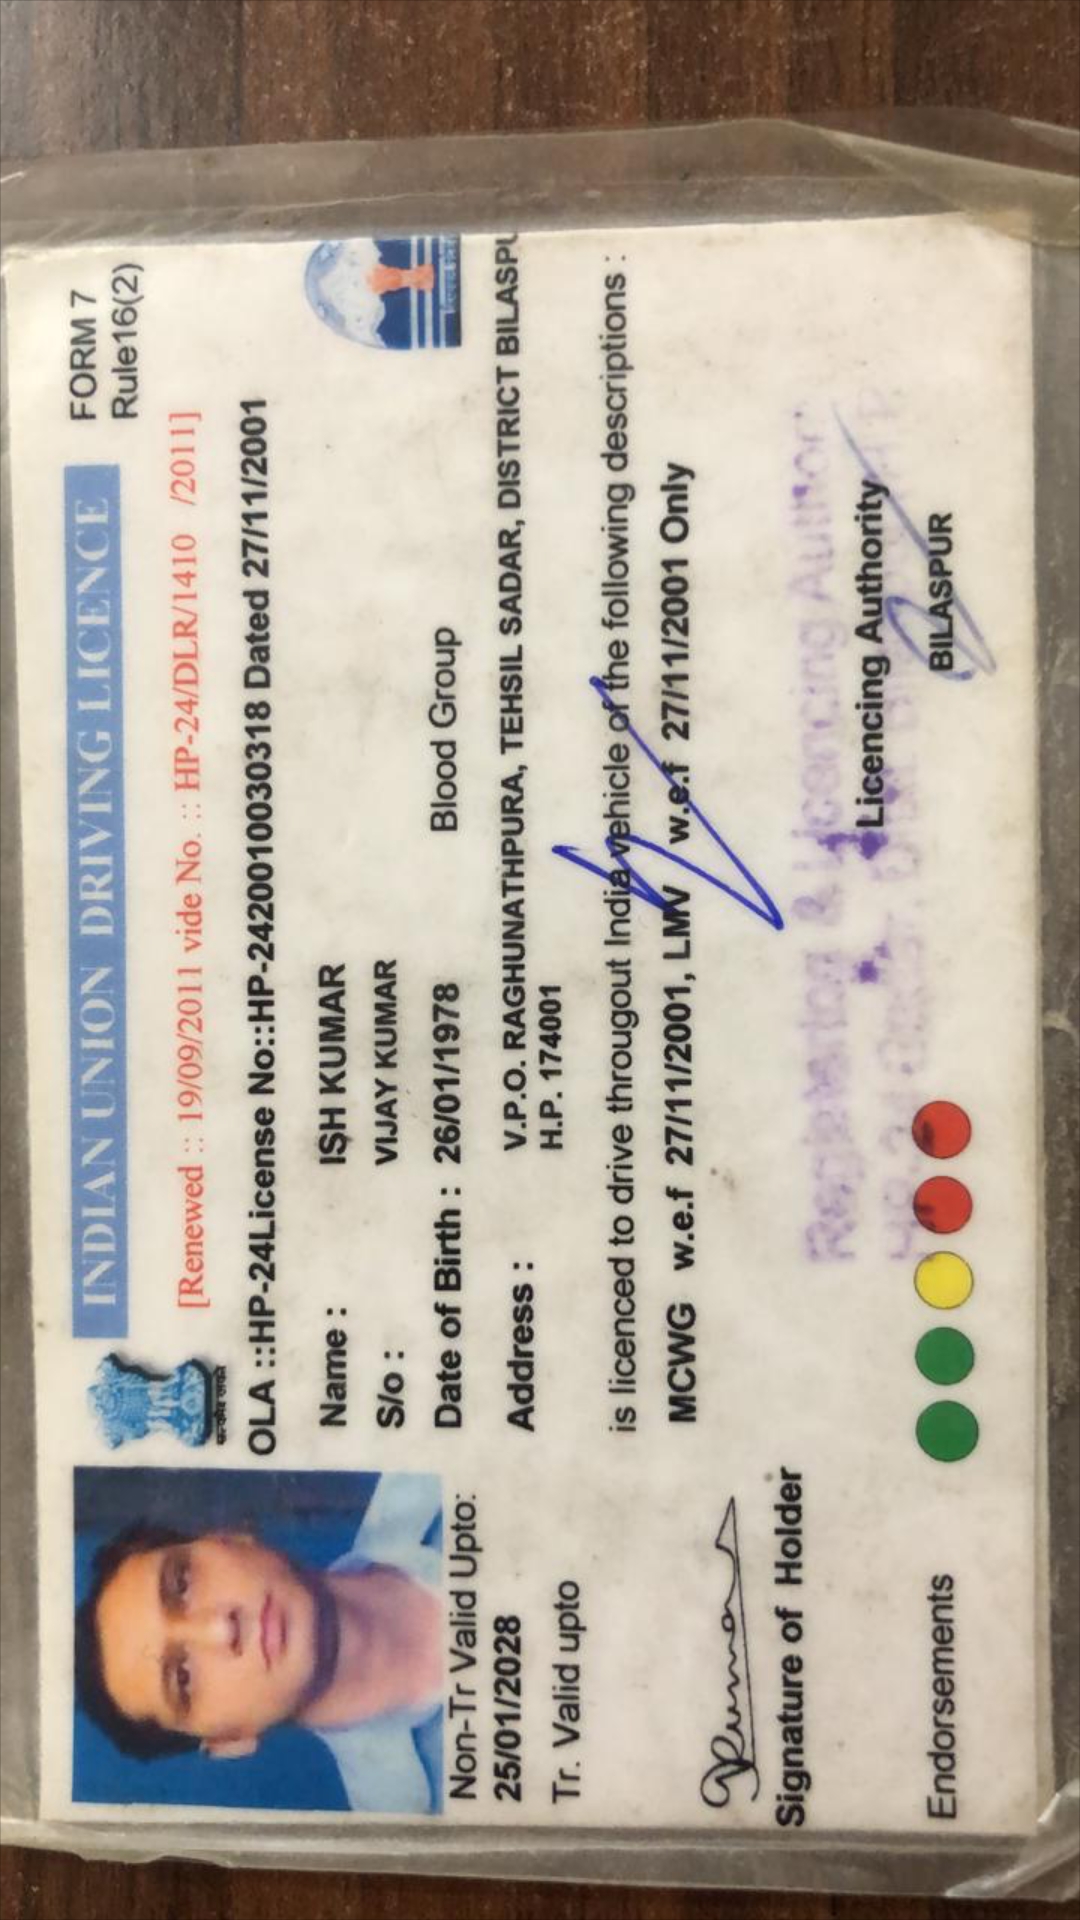 INDIAN UNION DRIVING LICENCE
FORM 7
Rule16(2)
[Renewed :: 19/09/2011 vide No. :: HP-24/DLR/1410 /2011]
OLA ::HP-24License No::HP-2420010030318 Dated 27/11/2001
Name : ISH KUMAR
S/o : VIJAY KUMAR
Date of Birth : 26/01/1978 Blood Group
Address : V.P.O. RAGHUNATHPURA, TEHSIL SADAR, DISTRICT BILASPU
H.P. 174001
Non-Tr Valid Upto:
25/01/2028
Tr. Valid upto
is licenced to drive througout India vehicle of the following descriptions :
MCWG w.e.f 27/11/2001, LMV w.e.f 27/11/2001 Only
Signature of Holder
Registration & Licencing Authority
Licencing Authority
BILASPUR
Endorsements